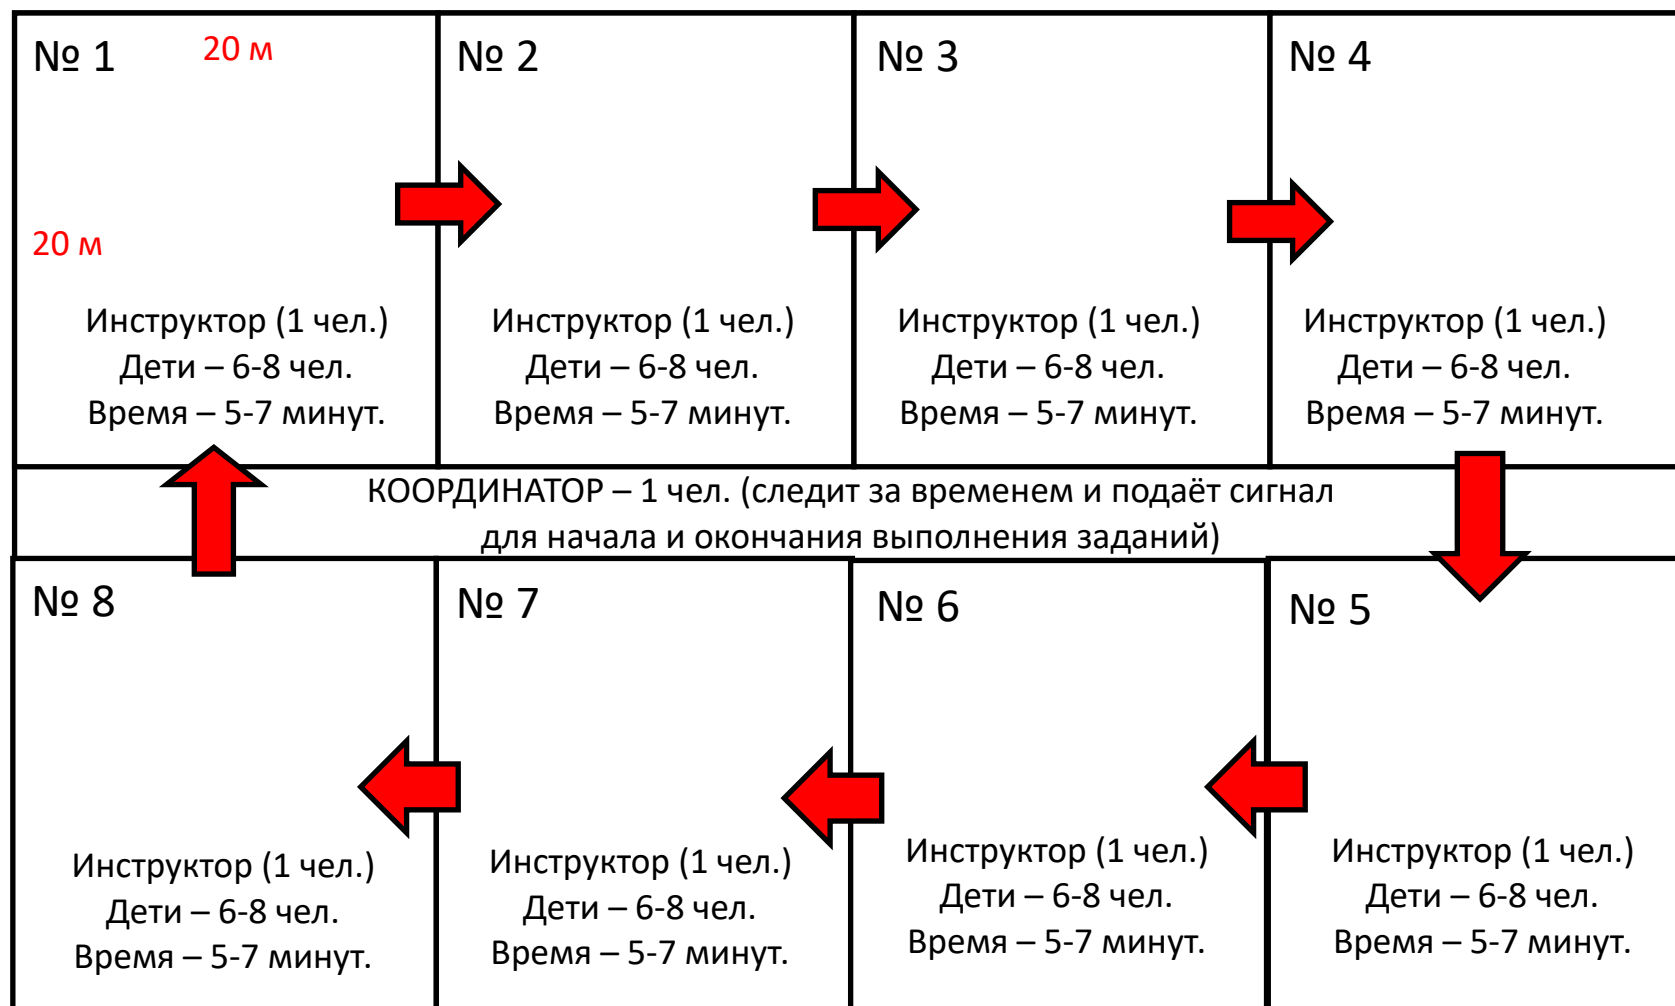 № 1
20 м
№ 2
№ 3
№ 4
20 м
Инструктор (1 чел.)
Дети – 6-8 чел.
Время – 5-7 минут.
Инструктор (1 чел.)
Дети – 6-8 чел.
Время – 5-7 минут.
Инструктор (1 чел.)
Дети – 6-8 чел.
Время – 5-7 минут.
Инструктор (1 чел.)
Дети – 6-8 чел.
Время – 5-7 минут.
КООРДИНАТОР – 1 чел. (следит за временем и подаёт сигнал
для начала и окончания выполнения заданий)
№ 8
№ 7
№ 6
№ 5
Инструктор (1 чел.)
Дети – 6-8 чел.
Время – 5-7 минут.
Инструктор (1 чел.)
Дети – 6-8 чел.
Время – 5-7 минут.
Инструктор (1 чел.)
Дети – 6-8 чел.
Время – 5-7 минут.
Инструктор (1 чел.)
Дети – 6-8 чел.
Время – 5-7 минут.